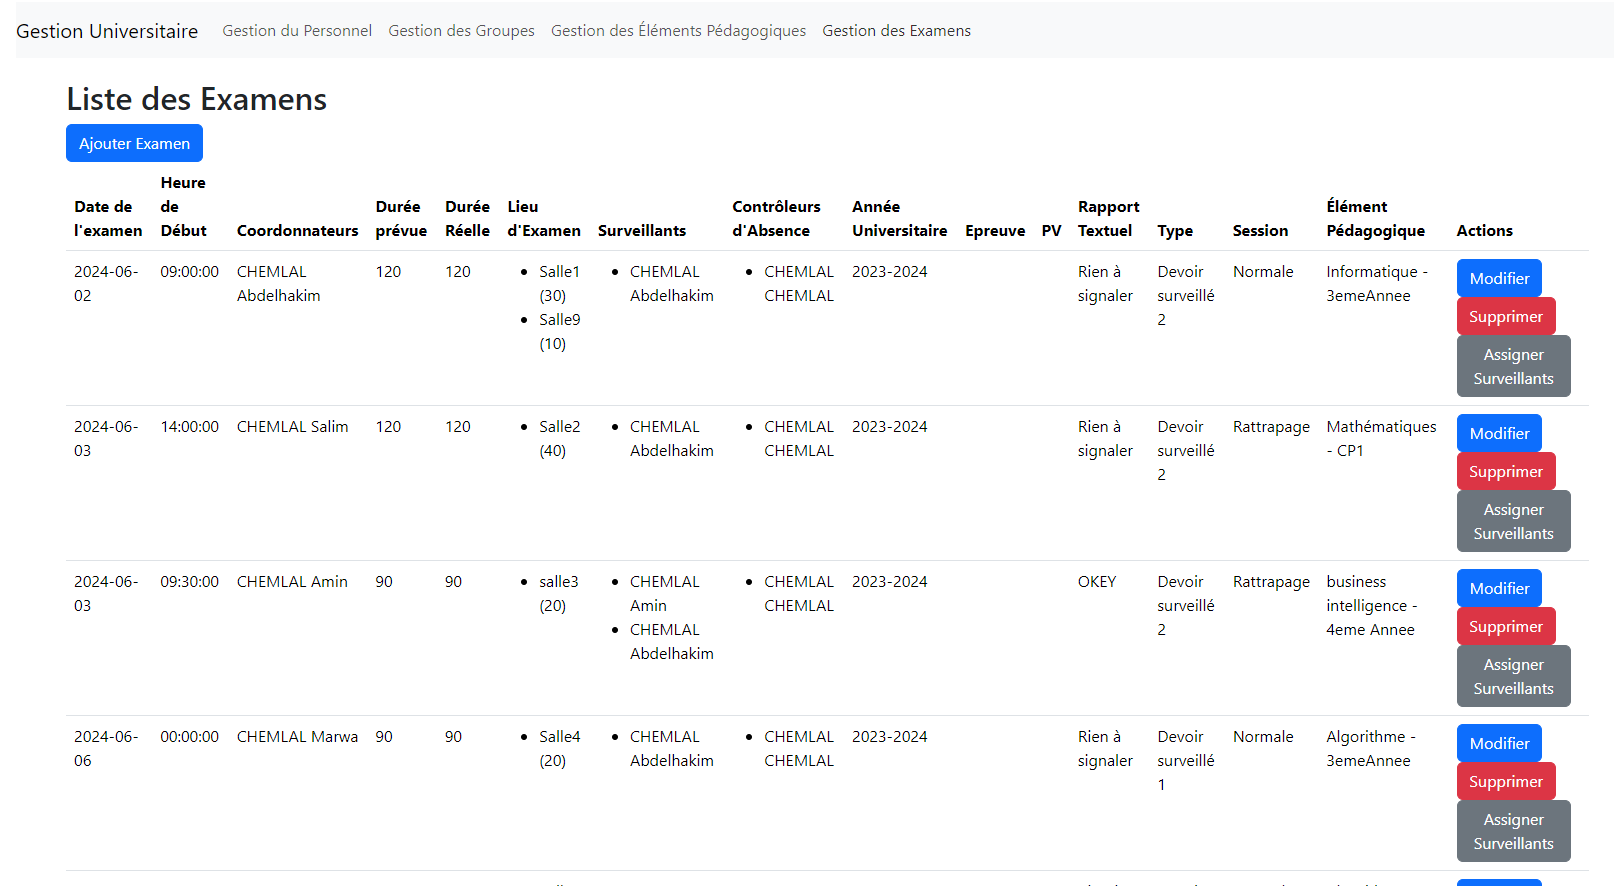 Gestion Universitaire Gestion du Personnel Gestion des Groupes Gestion des Éléments Pédagogiques Gestion des Examens
Liste des Examens
Ajouter Examen
Date de l'examen Heure de Début Coordonnateurs Durée prévue Durée Réelle Lieu d'Examen Surveillants Contrôleurs d'Absence Année Universitaire Epreuve PV Rapport Textuel Type Session Élément Pédagogique Actions
2024-06-02 09:00:00 CHEMLAL Abdelhakim 120 120 • Salle1 (30) • Salle9 (10) • CHEMLAL Abdelhakim • CHEMLAL CHEMLAL 2023-2024 Rien à signaler Devoir surveillé 2 Normale Informatique - 3emeAnnee Modifier Supprimer Assigner Surveillants
2024-06-03 14:00:00 CHEMLAL Salim 120 120 • Salle2 (40) • CHEMLAL Abdelhakim • CHEMLAL CHEMLAL 2023-2024 Rien à signaler Devoir surveillé 2 Rattrapage Mathématiques - CP1 Modifier Supprimer Assigner Surveillants
2024-06-03 09:30:00 CHEMLAL Amin 90 90 • salle3 (20) • CHEMLAL Amin • CHEMLAL Abdelhakim • CHEMLAL CHEMLAL 2023-2024 OKEY Devoir surveillé 2 Rattrapage business intelligence - 4eme Annee Modifier Supprimer Assigner Surveillants
2024-06-06 00:00:00 CHEMLAL Marwa 90 90 • Salle4 (20) • CHEMLAL Abdelhakim • CHEMLAL CHEMLAL 2023-2024 Rien à signaler Devoir surveillé 1 Normale Algorithme - 3emeAnnee Modifier Supprimer Assigner Surveillants